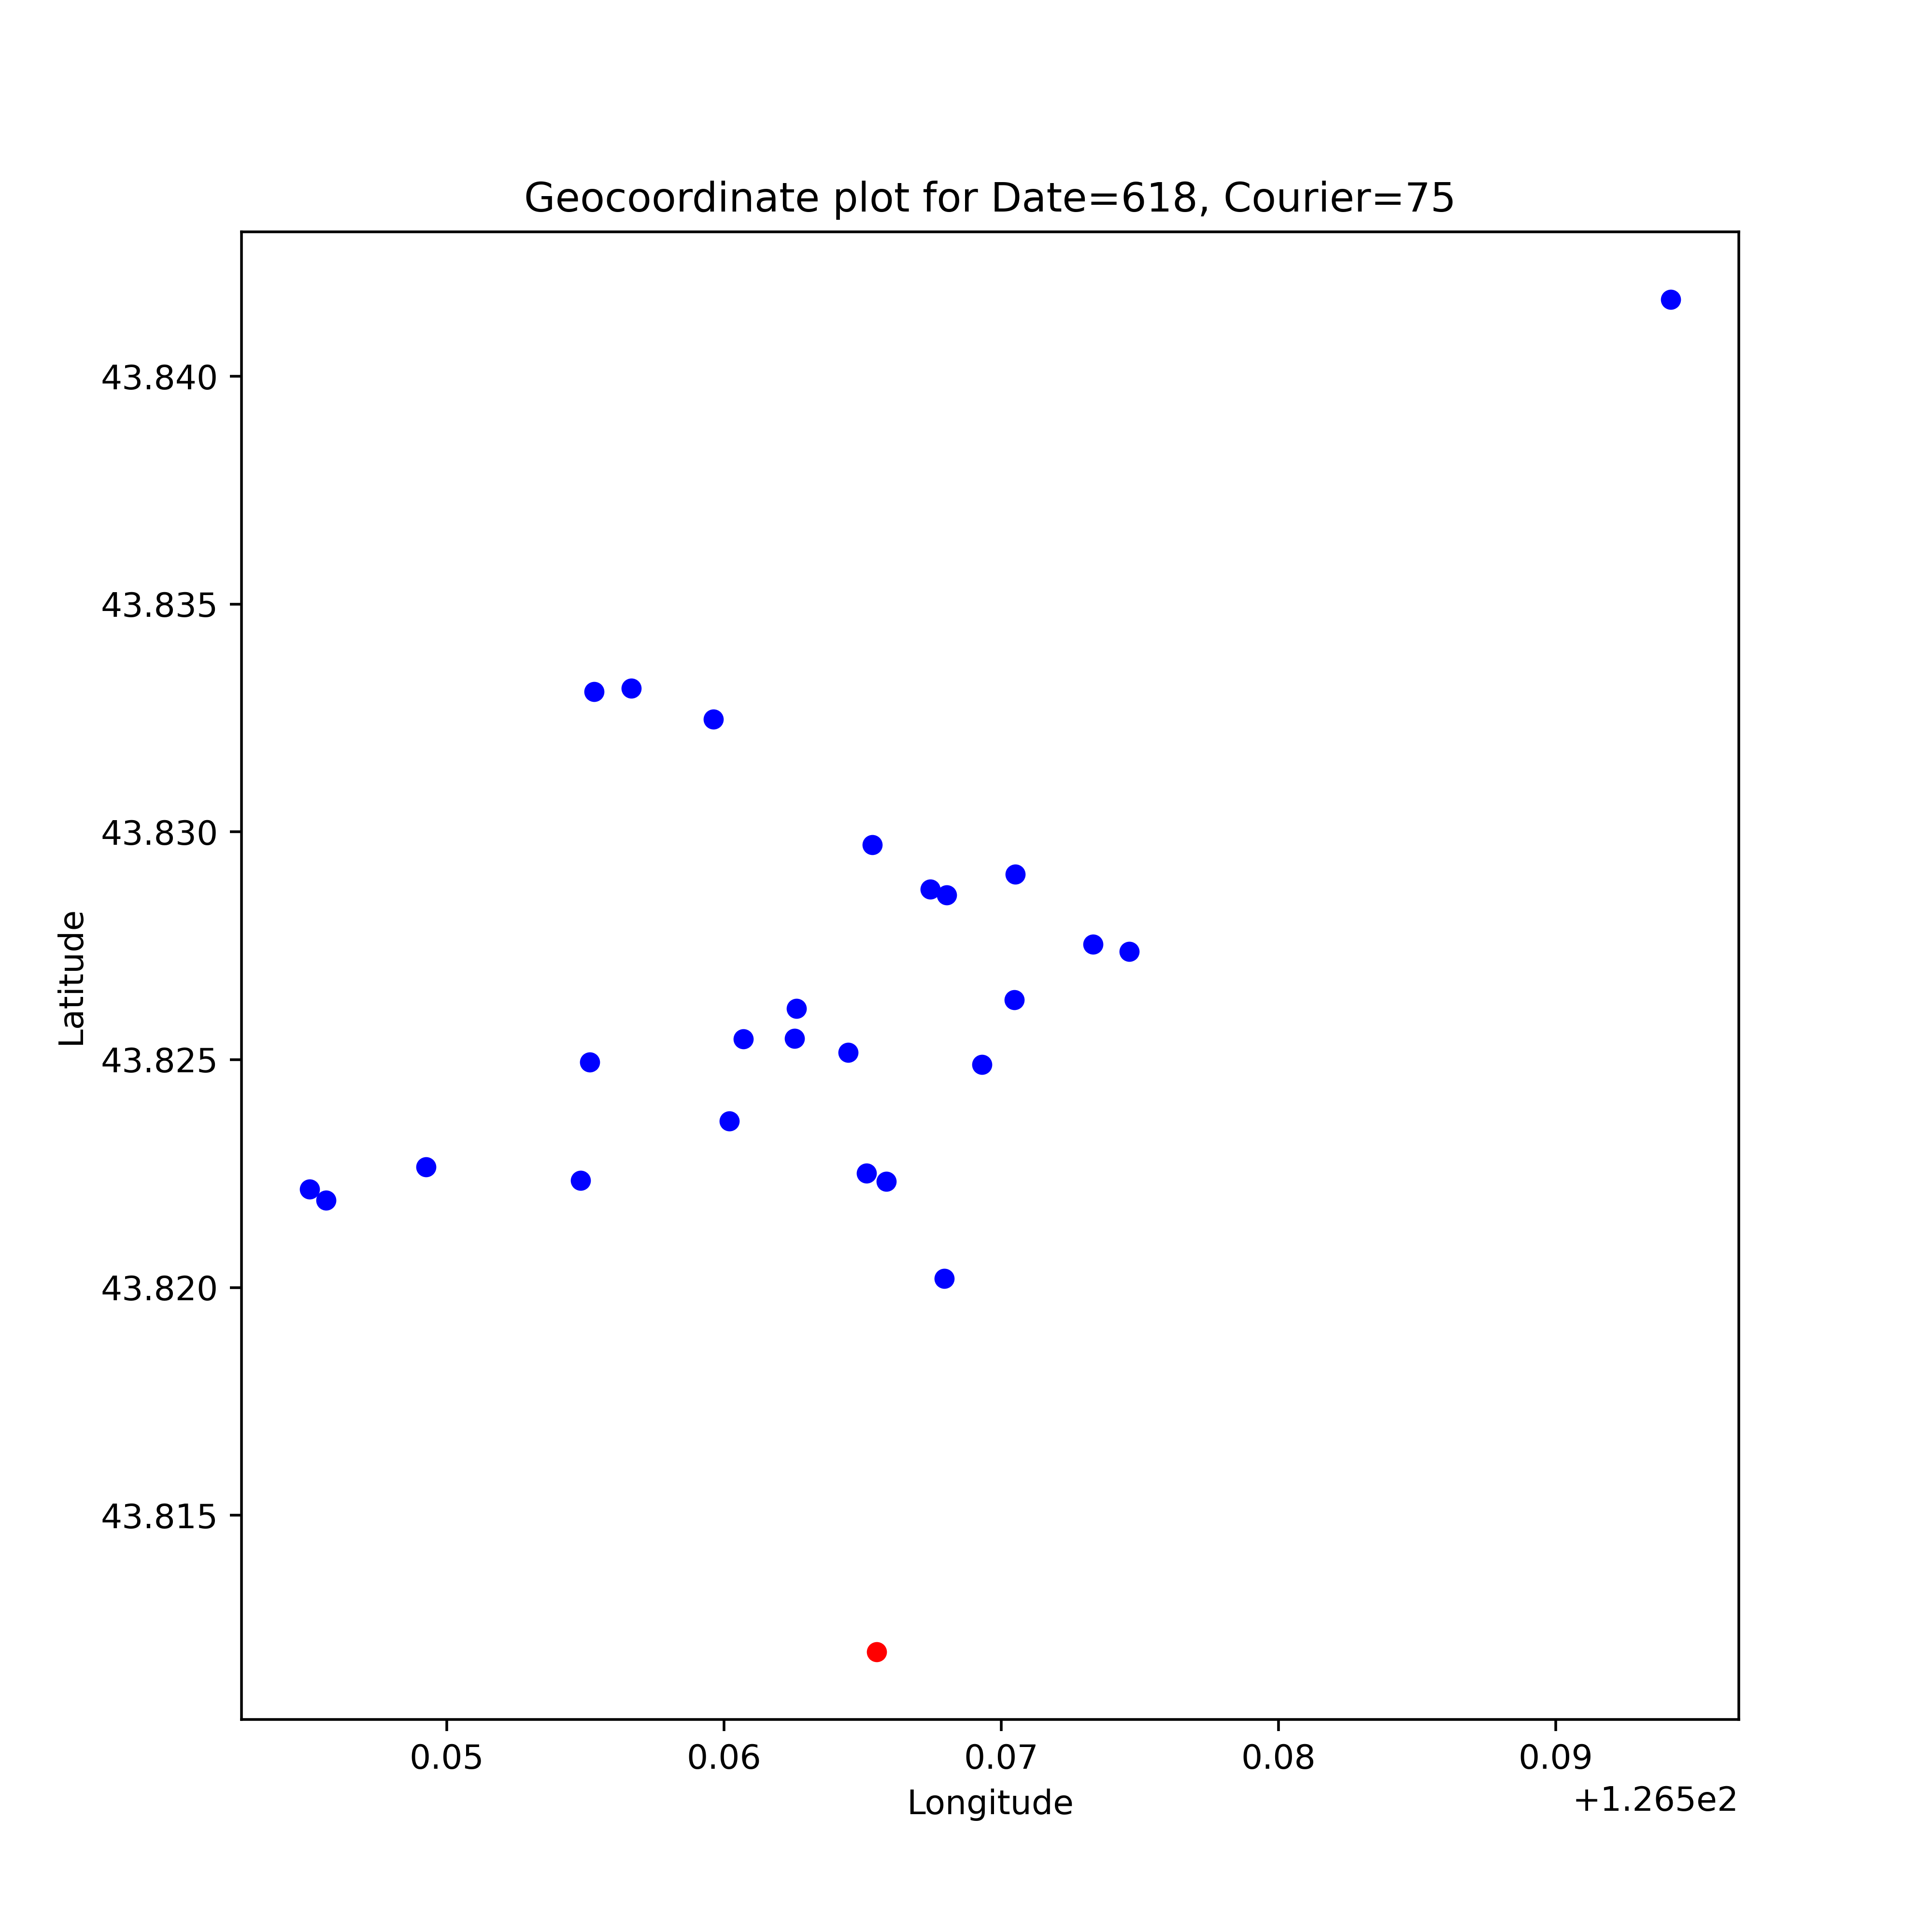 Geocoordinate plot for Date=618, Courier=75
43.840
43.835
43.830
43.825
43.820
43.815
Latitude
0.05 0.06 0.07 0.08 0.09
Longitude
+1.265e2